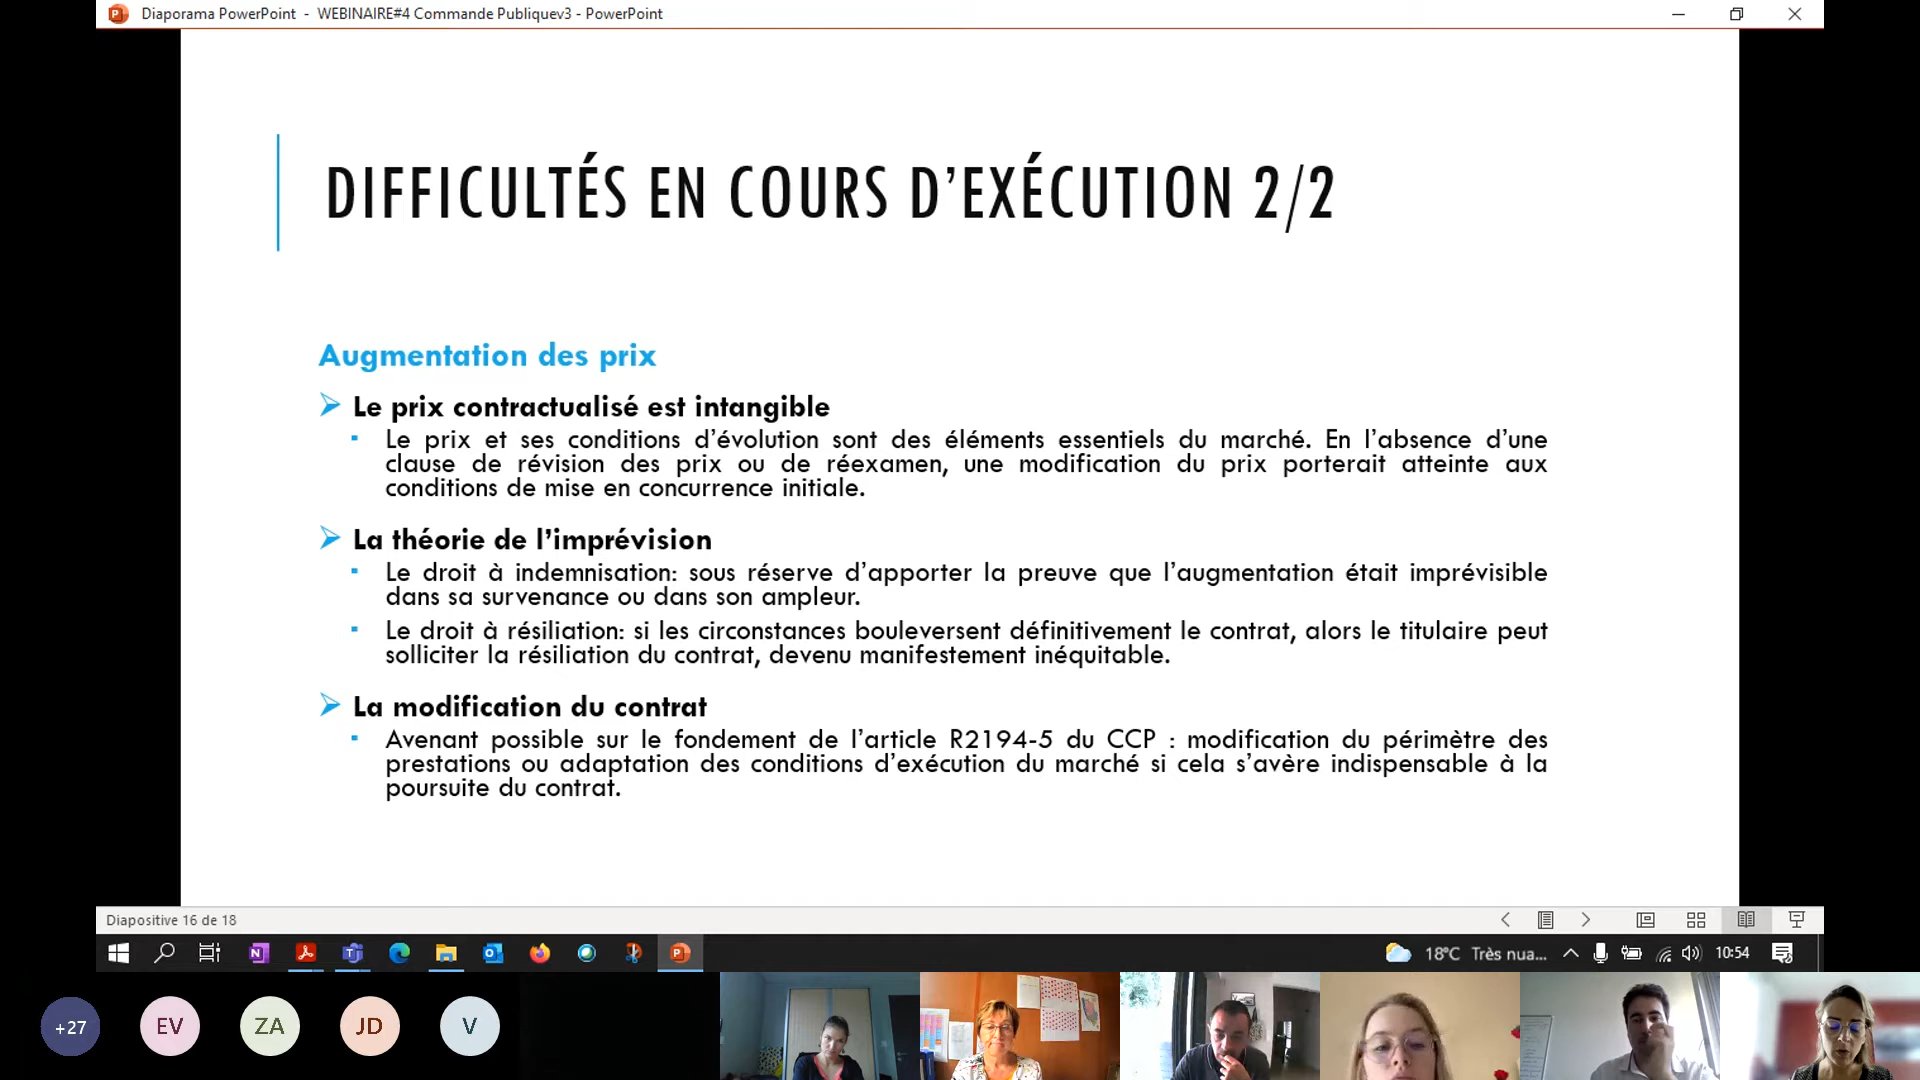 Diaporama PowerPoint - WEBINAIRE#4 Commande Publiquev3 - PowerPoint
DIFFICULTÉS EN COURS D’EXÉCUTION 2/2
Augmentation des prix
Le prix contractualisé est intangible
Le prix et ses conditions d’évolution sont des éléments essentiels du marché. En l’absence d’une
clause de révision des prix ou de réexamen, une modification du prix porterait atteinte aux
conditions de mise en concurrence initiale.
La théorie de l’imprévision
Le droit à indemnisation: sous réserve d’apporter la preuve que l’augmentation était imprévisible
dans sa survenance ou dans son ampleur.
Le droit à résiliation: si les circonstances bouleversent définitivement le contrat, alors le titulaire peut
solliciter la résiliation du contrat, devenu manifestement inéquitable.
La modification du contrat
Avenant possible sur le fondement de l’article R2194-5 du CCP : modification du périmètre des
prestations ou adaptation des conditions d’exécution du marché si cela s’avère indispensable à la
poursuite du contrat.
Diapositive 16 de 18
18°C Très nua... 10:54
+27 EV ZA JD V